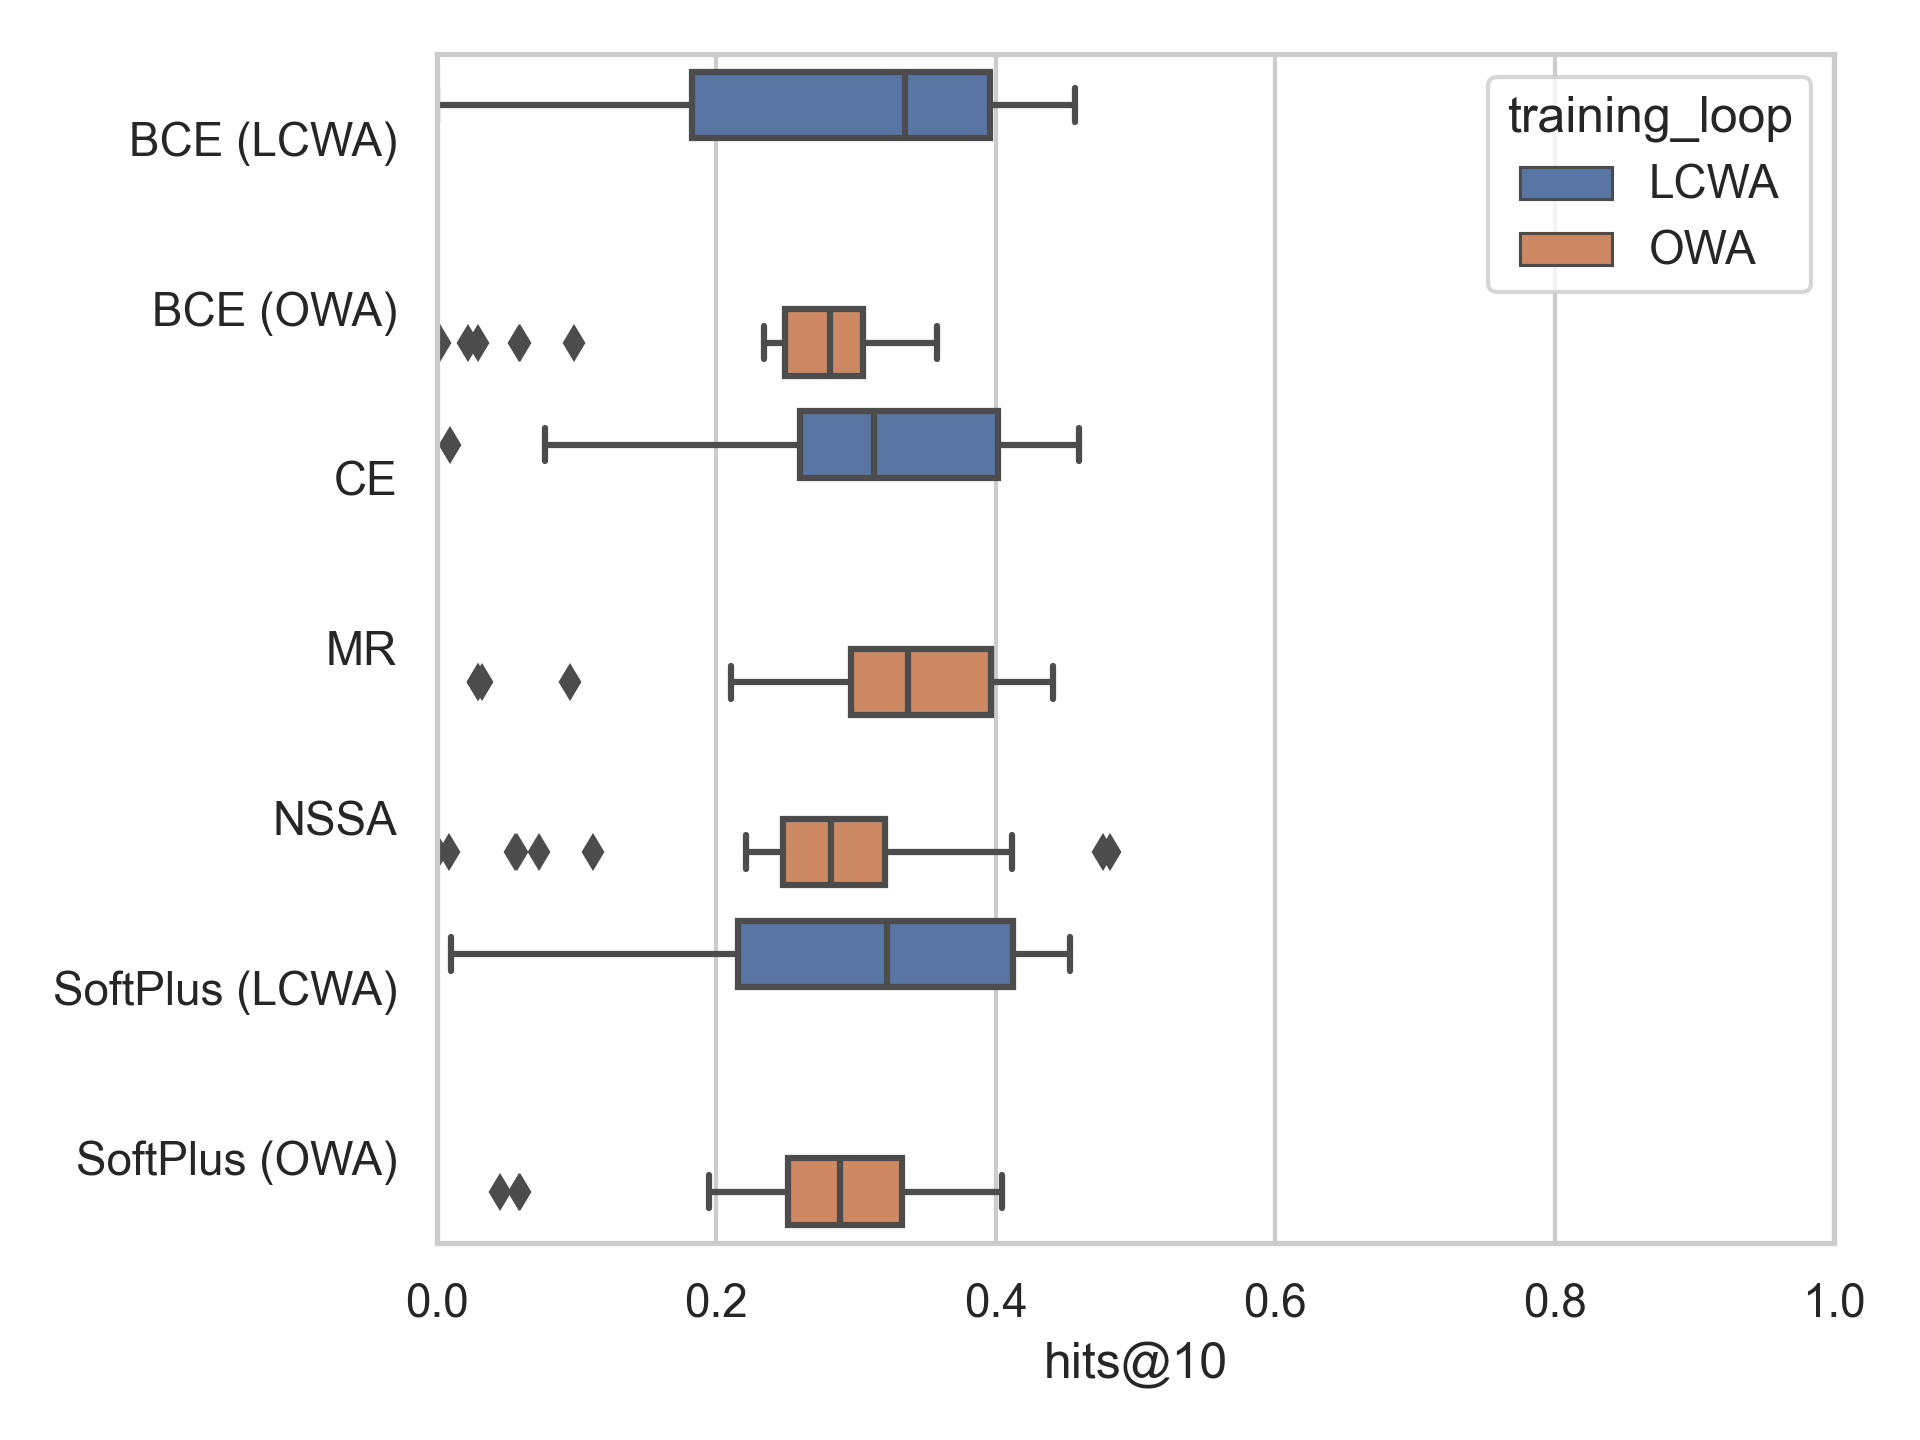 training_loop
LCWA
OWA
BCE (LCWA)
BCE (OWA)
CE
MR
NSSA
SoftPlus (LCWA)
SoftPlus (OWA)
0.0 0.2 0.4 0.6 0.8 1.0
hits@10